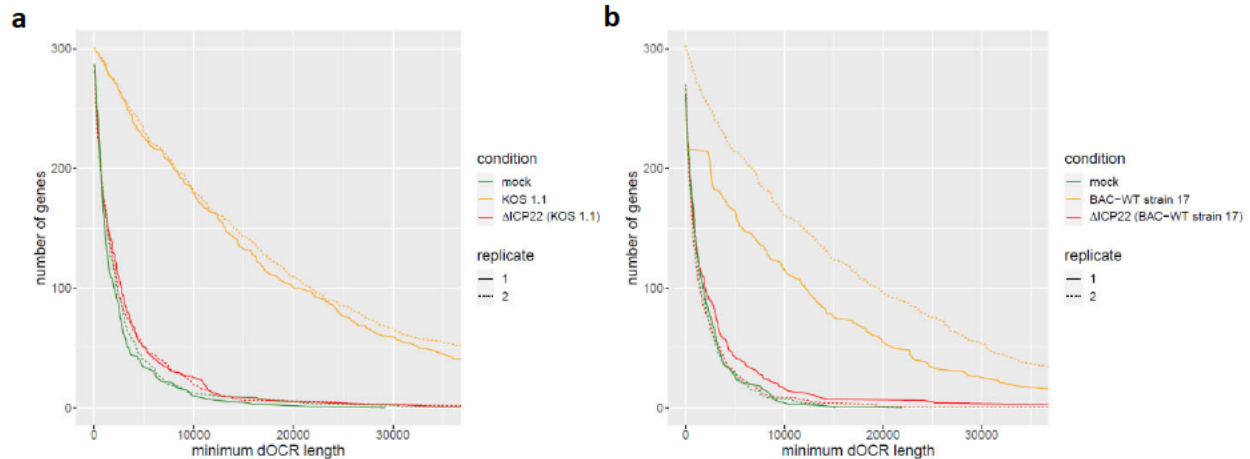 a
300
200
100
0
number of genes
0
10000
20000
30000
minimum dOCR length
condition
mock
KOS 1.1
ΔICP22 (KOS 1.1)
replicate
1
2
b
300
200
100
0
number of genes
0
10000
20000
30000
minimum dOCR length
condition
mock
BAC−WT strain 17
ΔICP22 (BAC−WT strain 17)
replicate
1
2